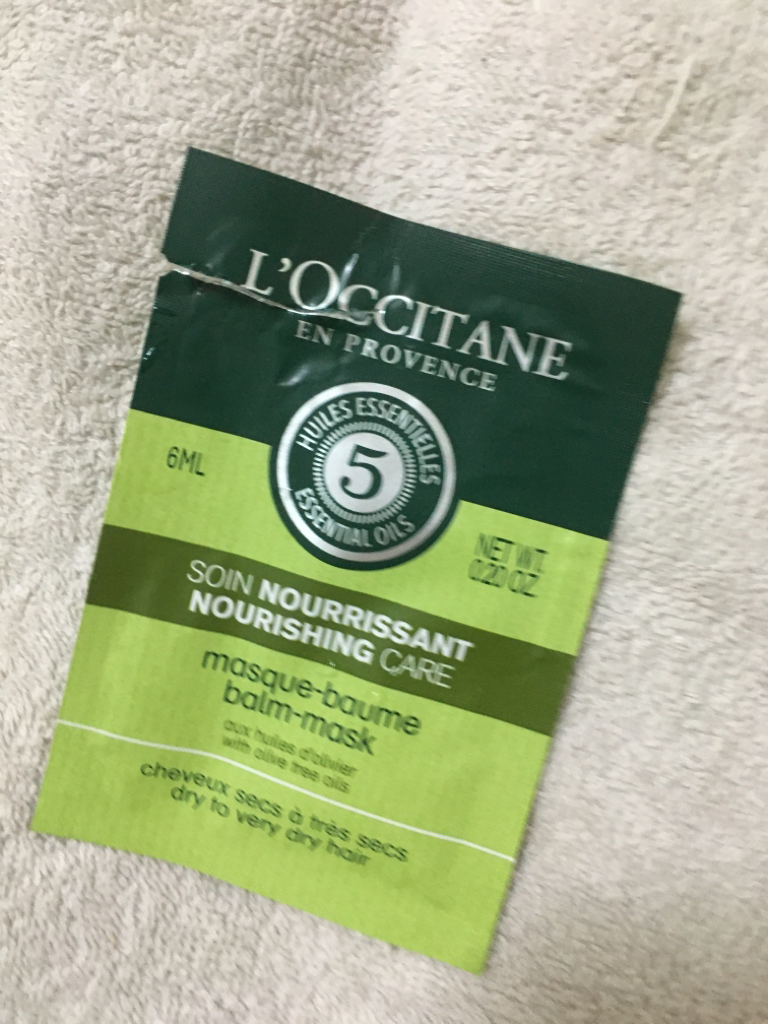 L'OCCITANE
EN PROVENCE
HUILES ESSENTIELLES
5
ESSENTIAL OILS
6ML
NET WT.
0.20 OZ
SOIN NOURRISSANT
NOURISHING CARE
masque-baume
balm-mask
aux huiles d'olivier
with olive tree oils
cheveux secs à très secs
dry to very dry hair